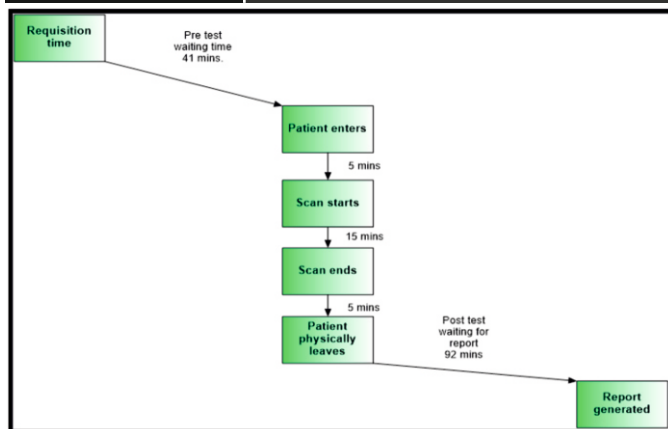 Requisition
time
Pre test
waiting time
41 mins.
Patient enters
5 mins
Scan starts
15 mins
Scan ends
5 mins
Patient
physically
leaves
Post test
waiting for
report
92 mins
Report
generated